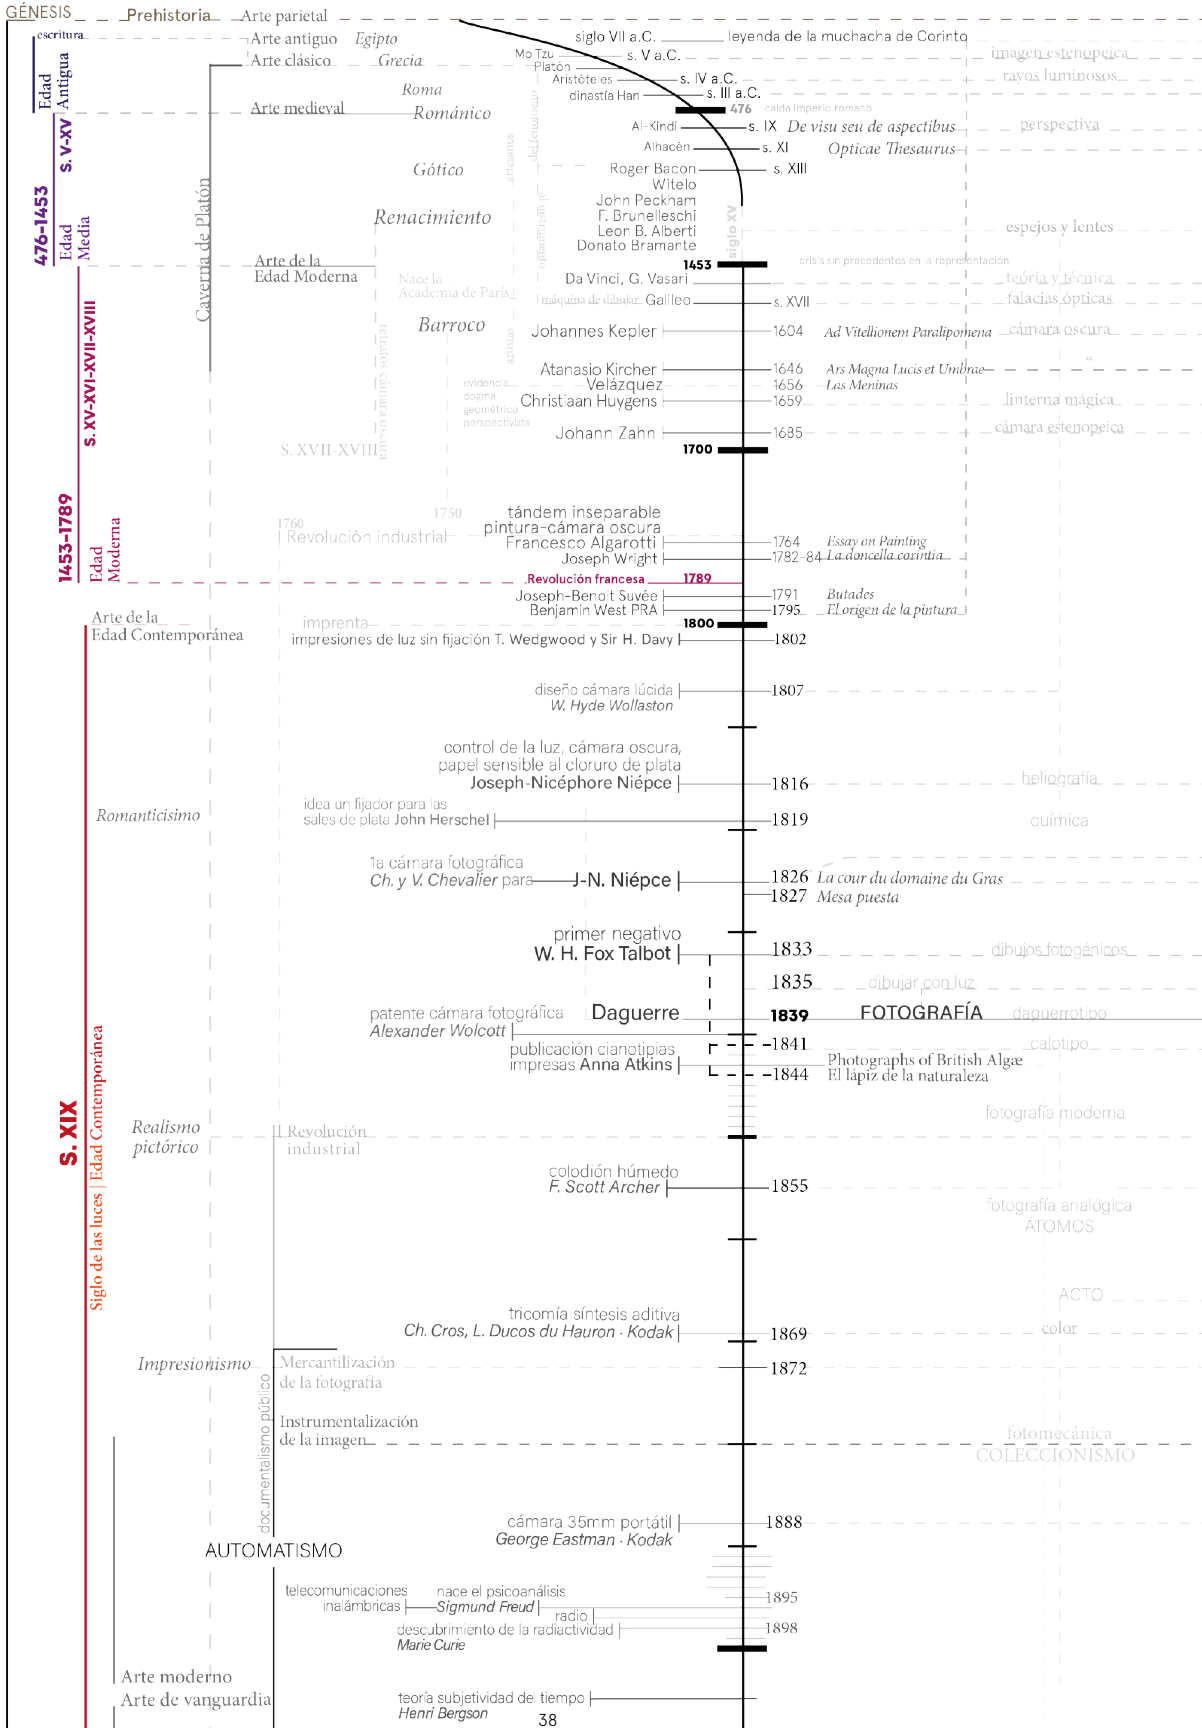 GÉNESIS
Prehistoria
Arte parietal
escritura
Arte antiguo Egipto
siglo VII a.C. leyenda de la muchacha de Corinto
Mo Tzu s. V a.C. imagen estenopeica
Arte clásico Grecia
Platón
Aristóteles s. IV a.C. rayos luminosos
Edad
Antigua
Roma
dinastía Han s. III a.C.
Arte medieval Románico
476 caída imperio romano
Al-Kindi s. IX De visu seu de aspectibus perspectiva
Alhacén s. XI Opticae Thesaurus
Gótico
Roger Bacon s. XIII
Witelo
John Peckham
Renacimiento
F. Brunelleschi
Leon B. Alberti espejos y lentes
Donato Bramante
siglo XV
S. V-XV
476-1453
Edad
Media
Caverna de Platón
Arte de la
Edad Moderna
1453 crisis sin precedentes en la representación
Nace la
Academia de París
Da Vinci, G. Vasari teoría y técnica
máquina de dibujar Galileo s. XVII falacias ópticas
Barroco
Johannes Kepler 1604 Ad Vitellionem Paralipomena cámara oscura
artista
retratos cámara oscura
Atanasio Kircher 1646 Ars Magna Lucis et Umbrae
evidencia
dogma
geométrico
perspectivista
Velázquez 1656 Las Meninas
Christiaan Huygens 1659 linterna mágica
Johann Zahn 1685 cámara estenopeica
S. XVII-XVIII
1700
S. XV-XVI-XVII-XVIII
1453-1789
Edad
Moderna
1760
Revolución industrial
1750
tándem inseparable
pintura-cámara oscura
Francesco Algarotti 1764 Essay on Painting
Joseph Wright 1782-84 La doncella corintia
Revolución francesa 1789
Joseph-Benoit Suvée 1791 Butades
Benjamin West PRA 1795 El origen de la pintura
Arte de la
Edad Contemporánea
imprenta 1800
impresiones de luz sin fijación T. Wedgwood y Sir H. Davy 1802
diseño cámara lúcida 1807
W. Hyde Wollaston
control de la luz, cámara oscura,
papel sensible al cloruro de plata
Joseph-Nicéphore Niépce 1816 heliografía
Romanticisimo
idea un fijador para las
sales de plata John Herschel 1819 química
1a cámara fotográfica
Ch. y V. Chevalier para J-N. Niépce 1826 La cour du domaine du Gras
1827 Mesa puesta
primer negativo
W. H. Fox Talbot 1833 dibujos fotogénicos
1835 dibujar con luz
patente cámara fotográfica
Alexander Wolcott
Daguerre 1839 FOTOGRAFÍA daguerrotipo
1841 calotipo
publicación cianotipias
impresas Anna Atkins Photographs of British Algæ
1844 El lápiz de la naturaleza
fotografía moderna
S. XIX
Siglo de las luces | Edad Contemporánea
Realismo
pictórico
Revolución
industrial
colodión húmedo
F. Scott Archer 1855
fotografía analógica
ÁTOMOS
ACTO
tricomía síntesis aditiva
Ch. Cros, L. Ducos du Hauron · Kodak 1869 color
Impresionismo
Mercantilización
de la fotografía
1872
documentalismo público
Instrumentalización
de la imagen
fotomecánica
COLECCIONISMO
cámara 35mm portátil 1888
George Eastman · Kodak
AUTOMATISMO
telecomunicaciones
inalámbricas
nace el psicoanálisis
Sigmund Freud
1895
radio
descubrimiento de la radiactividad 1898
Marie Curie
Arte moderno
Arte de vanguardia
teoría subjetividad del tiempo
Henri Bergson
38